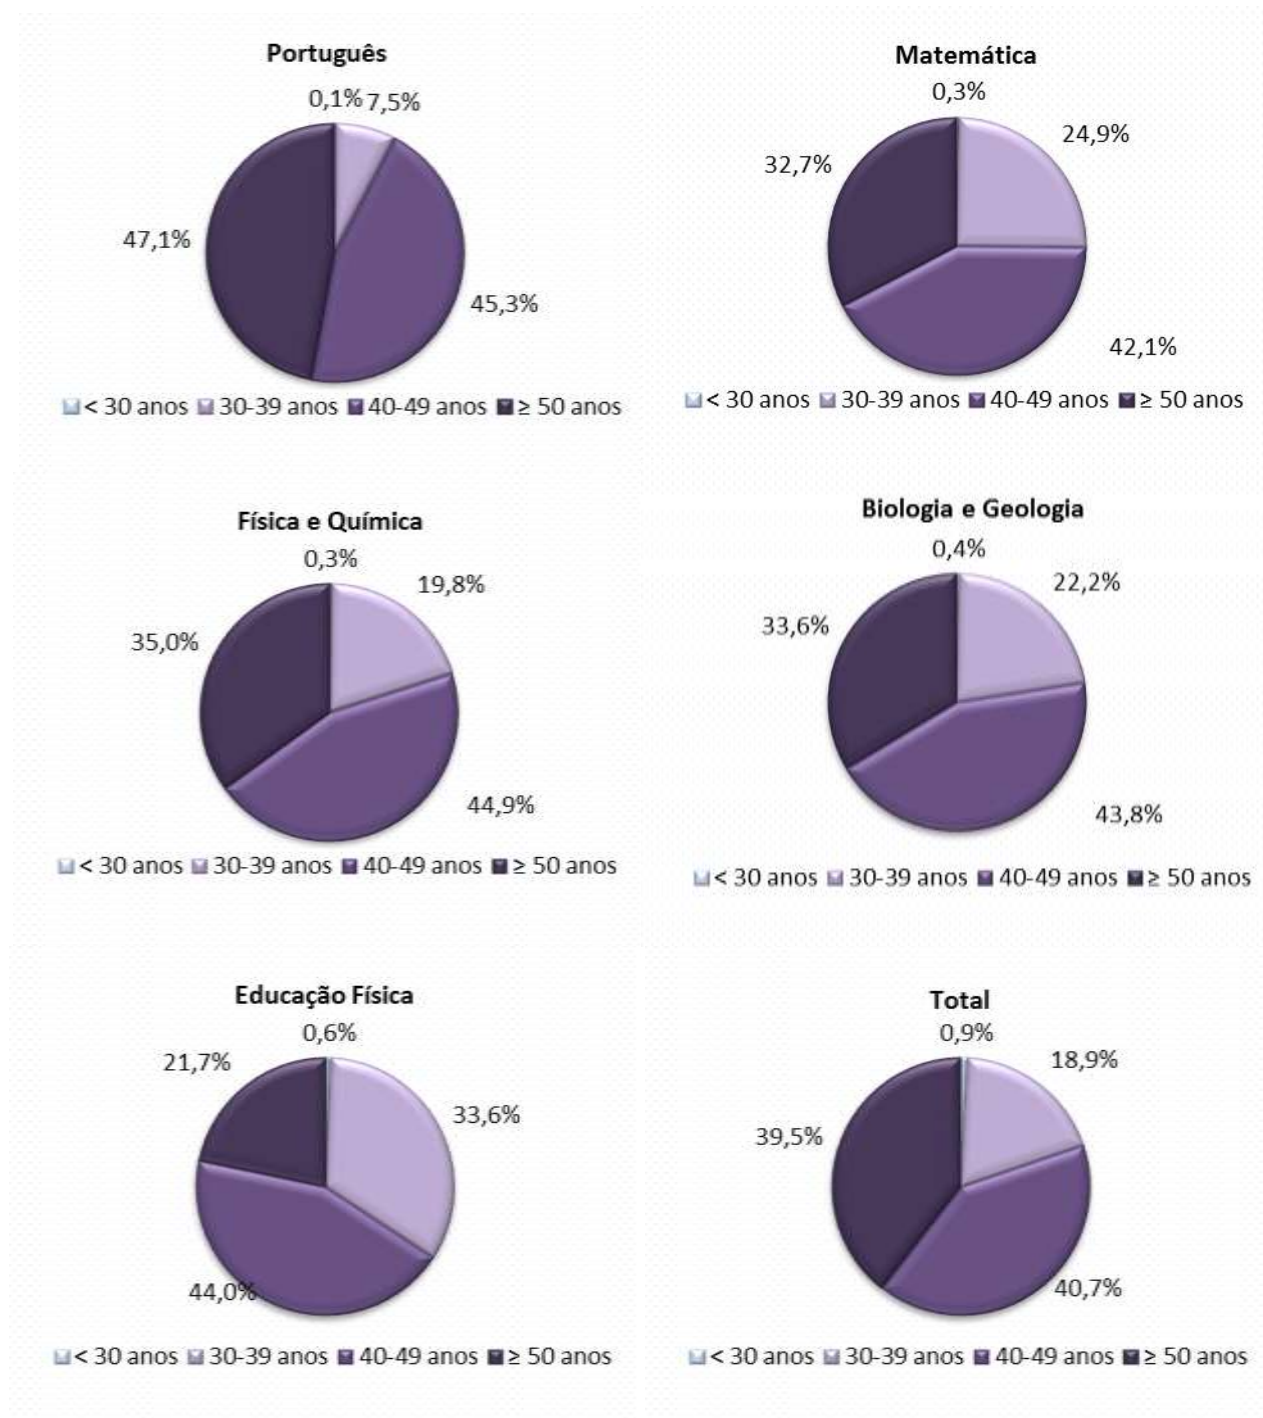 Português
0,1% 7,5%
47,1%
45,3%
< 30 anos 30-39 anos 40-49 anos ≥ 50 anos
Matemática
0,3%
24,9%
32,7%
42,1%
< 30 anos 30-39 anos 40-49 anos ≥ 50 anos
Física e Química
0,3%
19,8%
35,0%
44,9%
< 30 anos 30-39 anos 40-49 anos ≥ 50 anos
Biologia e Geologia
0,4%
22,2%
33,6%
43,8%
< 30 anos 30-39 anos 40-49 anos ≥ 50 anos
Educação Física
0,6%
21,7%
33,6%
44,0%
< 30 anos 30-39 anos 40-49 anos ≥ 50 anos
Total
0,9%
18,9%
39,5%
40,7%
< 30 anos 30-39 anos 40-49 anos ≥ 50 anos